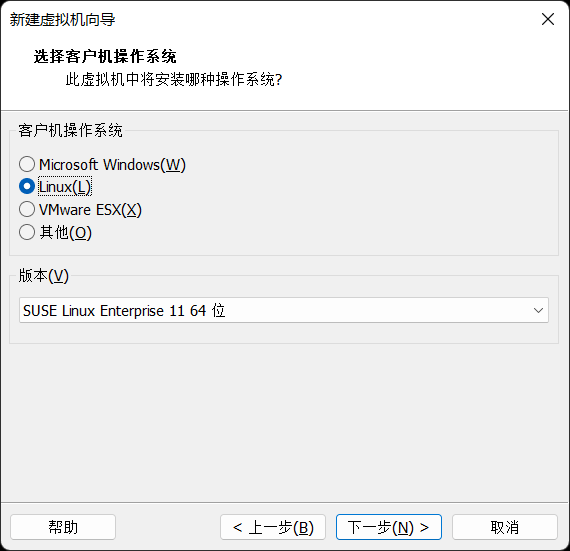 新建虚拟机向导
选择客户机操作系统
此虚拟机中将安装哪种操作系统?
客户机操作系统
Microsoft Windows(W)
Linux(L)
VMware ESX(X)
其他(O)
版本(V)
SUSE Linux Enterprise 11 64 位
帮助
< 上一步(B)
下一步(N) >
取消